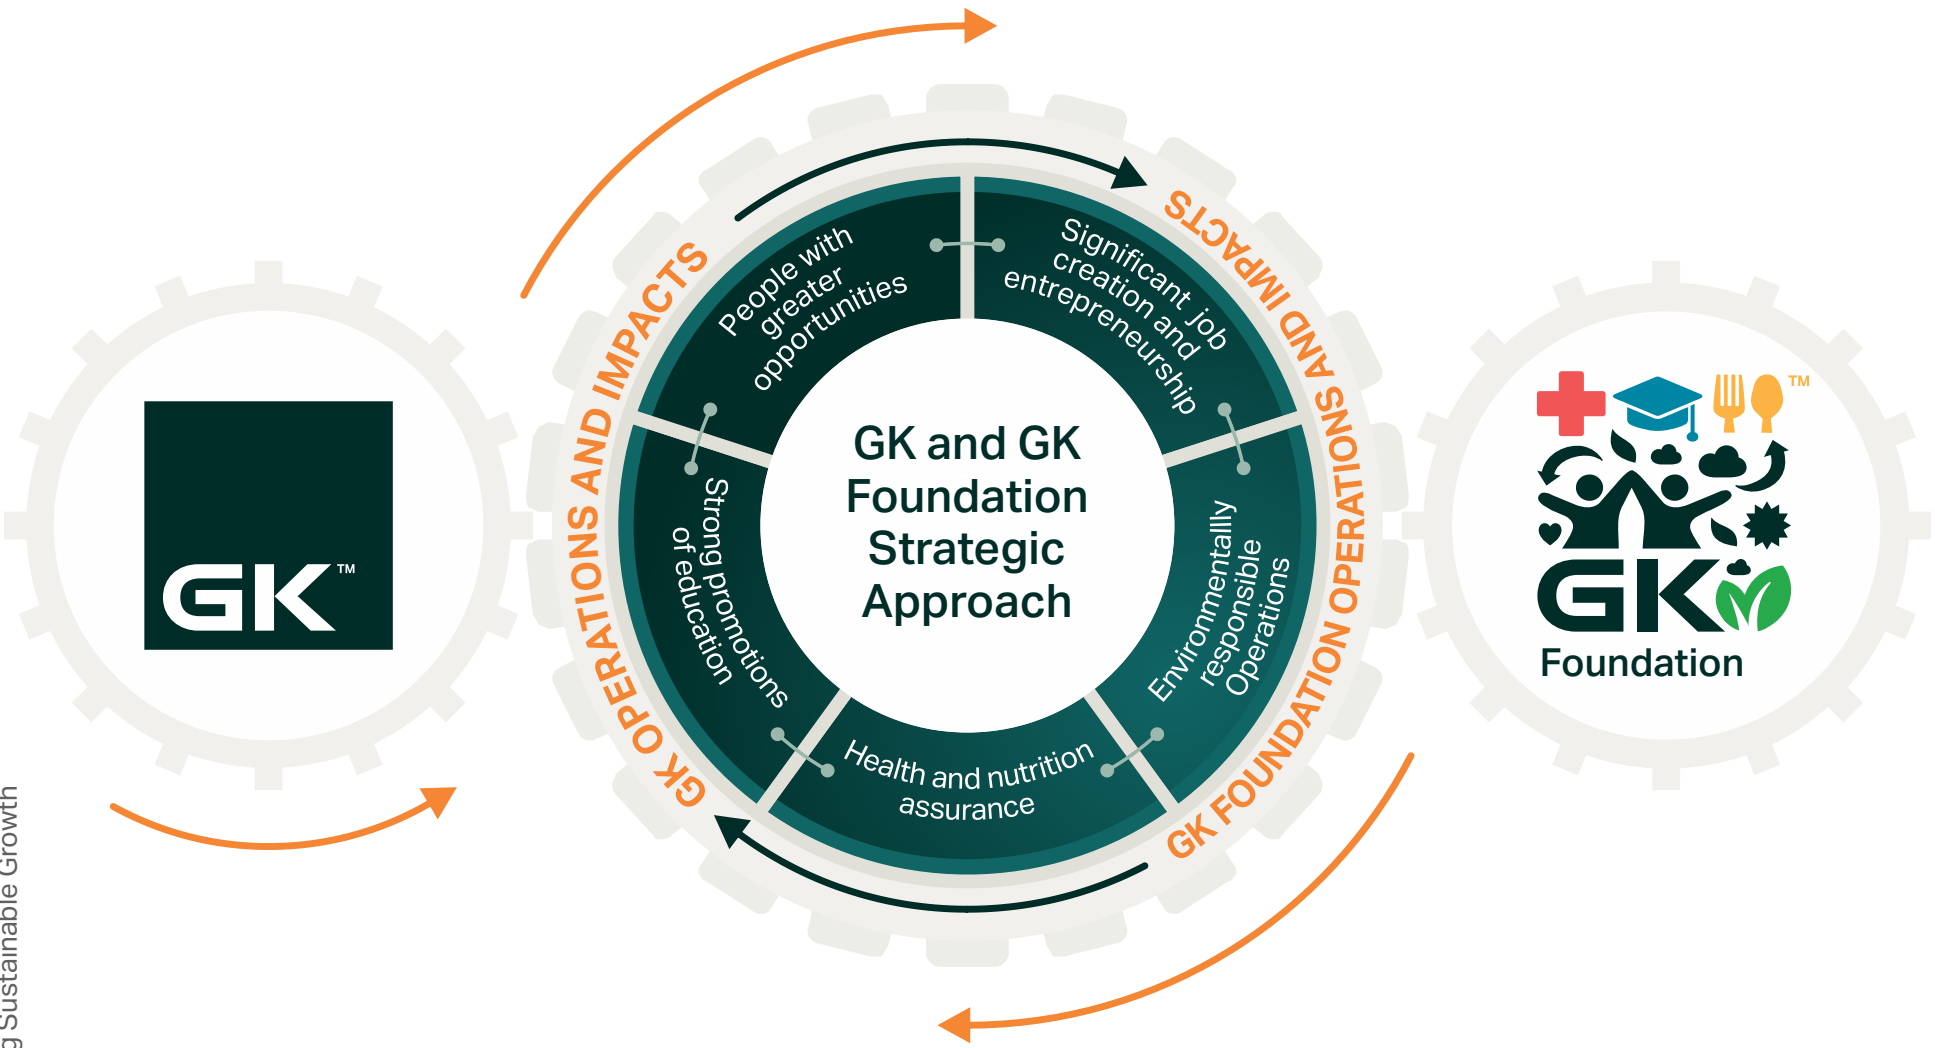 GK™
GK OPERATIONS AND IMPACTS
People with
greater
opportunities
Significant job
creation and
entrepreneurship
Environmentallly
responsible
Operations
Health and nutrition
assurance
Strong promotions
of education
GK and GK
Foundation
Strategic
Approach
GK FOUNDATION OPERATIONS AND IMPACTS
™
GK
Foundation
Sustainable Growth